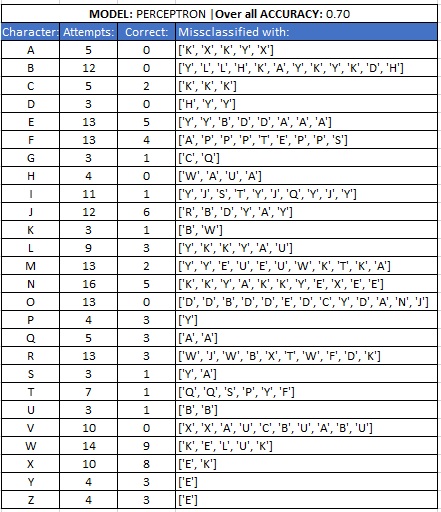 MODEL: PERCEPTRON |Over all ACCURACY: 0.70
Character: Attempts: Correct: Missclassified with:
A 5 0 ['K', 'X', 'K', 'Y', 'X']
B 12 0 ['Y', 'L', 'L', 'H', 'K', 'A', 'Y', 'K', 'Y', 'K', 'D', 'H']
C 5 2 ['K', 'K', 'K']
D 3 0 ['H', 'Y', 'Y']
E 13 5 ['Y', 'Y', 'B', 'D', 'D', 'A', 'A', 'A']
F 13 4 ['A', 'P', 'P', 'P', 'T', 'E', 'P', 'P', 'S']
G 3 1 ['C', 'Q']
H 4 0 ['W', 'A', 'U', 'A']
I 11 1 ['Y', 'J', 'S', 'T', 'Y', 'J', 'Q', 'Y', 'J', 'Y']
J 12 6 ['R', 'B', 'D', 'Y', 'A', 'Y']
K 3 1 ['B', 'W']
L 9 3 ['Y', 'K', 'K', 'Y', 'A', 'U']
M 13 2 ['Y', 'Y', 'E', 'U', 'E', 'U', 'W', 'K', 'T', 'K', 'A']
N 16 5 ['K', 'K', 'Y', 'A', 'K', 'K', 'Y', 'E', 'X', 'E', 'E']
O 13 0 ['D', 'D', 'B', 'D', 'D', 'E', 'D', 'C', 'Y', 'D', 'A', 'N', 'J']
P 4 3 ['Y']
Q 5 3 ['A', 'A']
R 13 3 ['W', 'J', 'W', 'B', 'X', 'T', 'W', 'F', 'D', 'K']
S 3 1 ['Y', 'A']
T 7 1 ['Q', 'Q', 'S', 'P', 'Y', 'F']
U 3 1 ['B', 'B']
V 10 0 ['X', 'X', 'A', 'U', 'C', 'B', 'U', 'A', 'B', 'U']
W 14 9 ['K', 'E', 'L', 'U', 'K']
X 10 8 ['E', 'K']
Y 4 3 ['E']
Z 4 3 ['E']